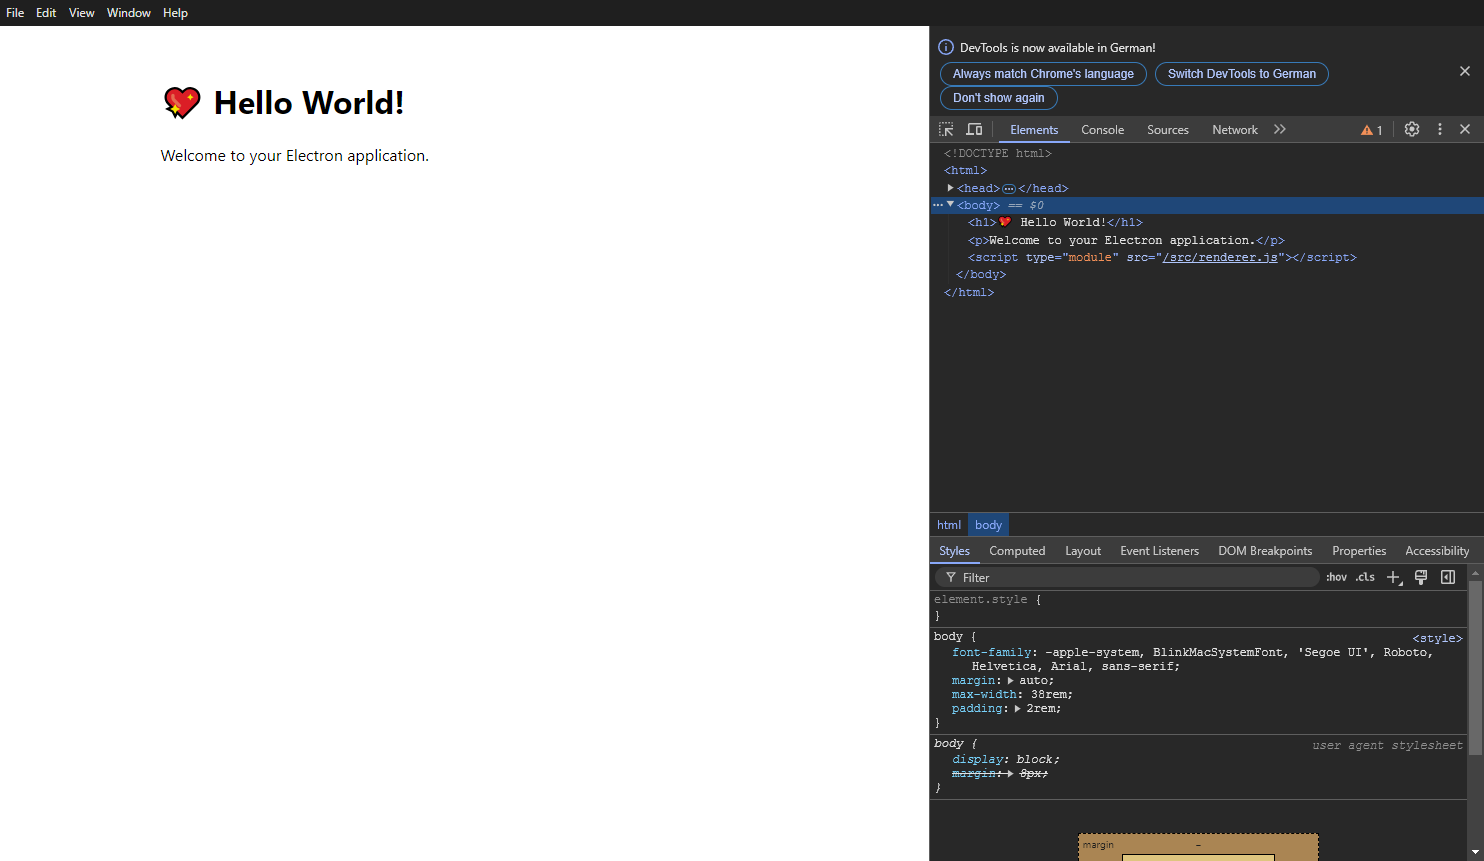 File Edit View Window Help
💖 Hello World!
Welcome to your Electron application.
DevTools is now available in German!
Always match Chrome's language Switch DevTools to German
Don't show again
Elements Console Sources Network 1
<!DOCTYPE html>
<html>
<head> </head>
<body> == $0
<h1>💖 Hello World!</h1>
<p>Welcome to your Electron application.</p>
<script type="module" src="/src/renderer.js"></script>
</body>
</html>
html body
Styles Computed Layout Event Listeners DOM Breakpoints Properties Accessibility
Filter :hov .cls
element.style {
}
body { <style>
font-family: -apple-system, BlinkMacSystemFont, 'Segoe UI', Roboto,
Helvetica, Arial, sans-serif;
margin: auto;
max-width: 38rem;
padding: 2rem;
}
body { user agent stylesheet
display: block;
margin: 8px;
}
margin –